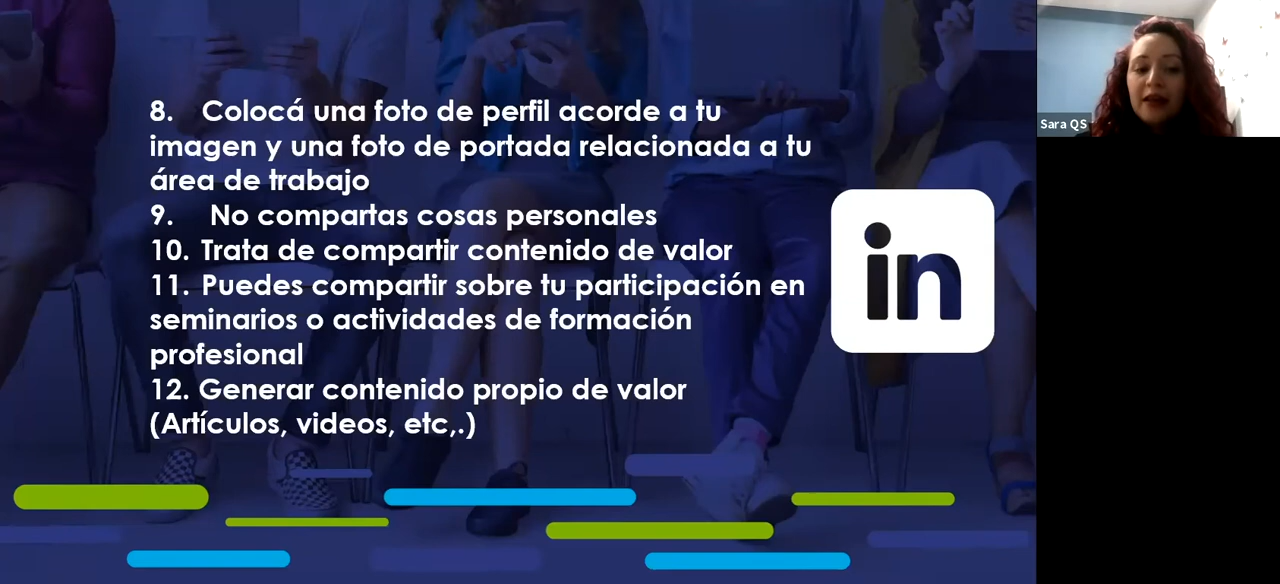 8. Colocá una foto de perfil acorde a tu
imagen y una foto de portada relacionada a tu
área de trabajo
9. No compartas cosas personales
10. Trata de compartir contenido de valor
11. Puedes compartir sobre tu participación en
seminarios o actividades de formación
profesional
12. Generar contenido propio de valor
(Artículos, videos, etc,.)
in
Sara QS